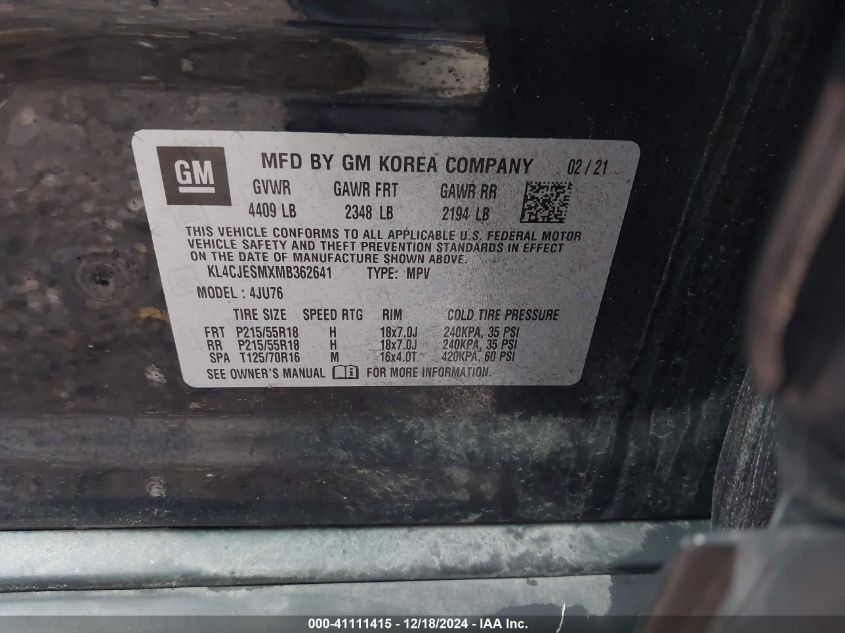 GM
MFD BY GM KOREA COMPANY 02 / 21
GVWR GAWR FRT GAWR RR
4409 LB 2348 LB 2194 LB
THIS VEHICLE CONFORMS TO ALL APPLICABLE U.S. FEDERAL MOTOR
VEHICLE SAFETY AND THEFT PREVENTION STANDARDS IN EFFECT
ON THE DATE OF MANUFACTURE SHOWN ABOVE.
KL4CJESMXMB362641 TYPE: MPV
MODEL : 4JU76
TIRE SIZE SPEED RTG RIM COLD TIRE PRESSURE
FRT P215/55R18 H 18x7.0J 240KPA, 35 PSI
RR P215/55R18 H 18x7.0J 240KPA, 35 PSI
SPA T125/70R16 M 16x4.0T 420KPA, 60 PSI
SEE OWNER'S MANUAL FOR MORE INFORMATION.
000-41111415 - 12/18/2024 - IAA Inc.